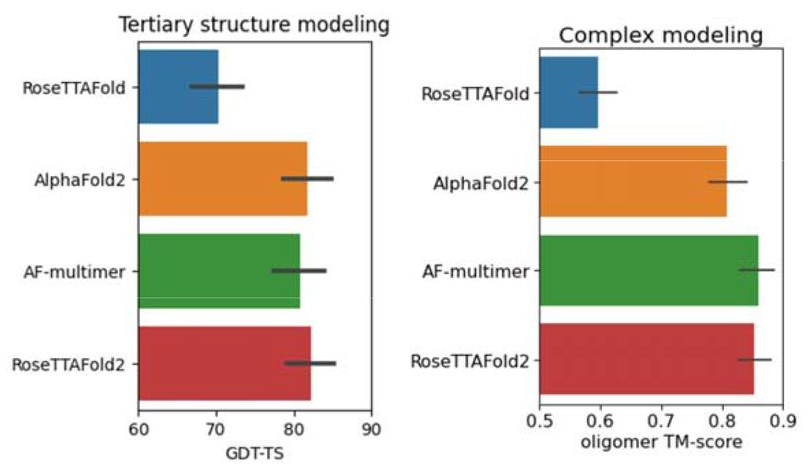 Tertiary structure modeling
RoseTTAFold
AlphaFold2
AF-multimer
RoseTTAFold2
60 70 80 90
GDT-TS
Complex modeling
RoseTTAFold
AlphaFold2
AF-multimer
RoseTTAFold2
0.5 0.6 0.7 0.8 0.9
oligomer TM-score